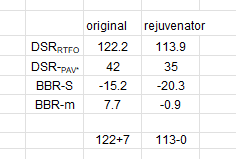 original rejuvenator
DSR RTFO 122.2 113.9
DSR-PAV* 42 35
BBR-S -15.2 -20.3
BBR-m 7.7 -0.9
122+7 113-0